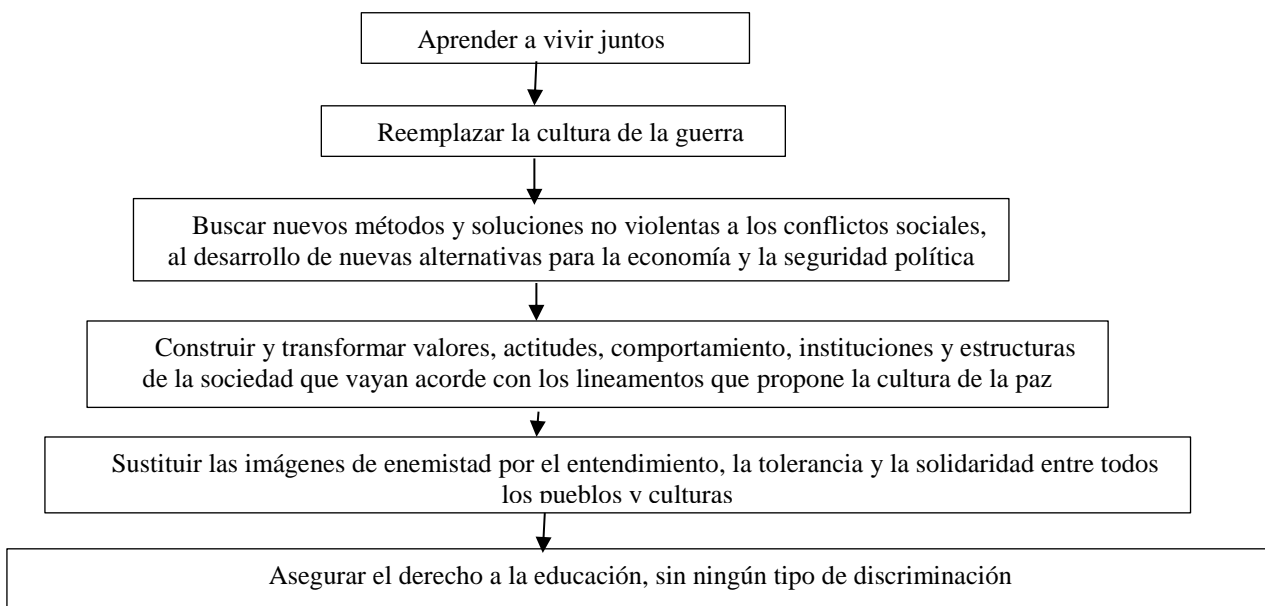 Aprender a vivir juntos
Reemplazar la cultura de la guerra
Buscar nuevos métodos y soluciones no violentas a los conflictos sociales,
al desarrollo de nuevas alternativas para la economía y la seguridad política
Construir y transformar valores, actitudes, comportamiento, instituciones y estructuras
de la sociedad que vayan acorde con los lineamentos que propone la cultura de la paz
Sustituir las imágenes de enemistad por el entendimiento, la tolerancia y la solidaridad entre todos
los pueblos y culturas
Asegurar el derecho a la educación, sin ningún tipo de discriminación